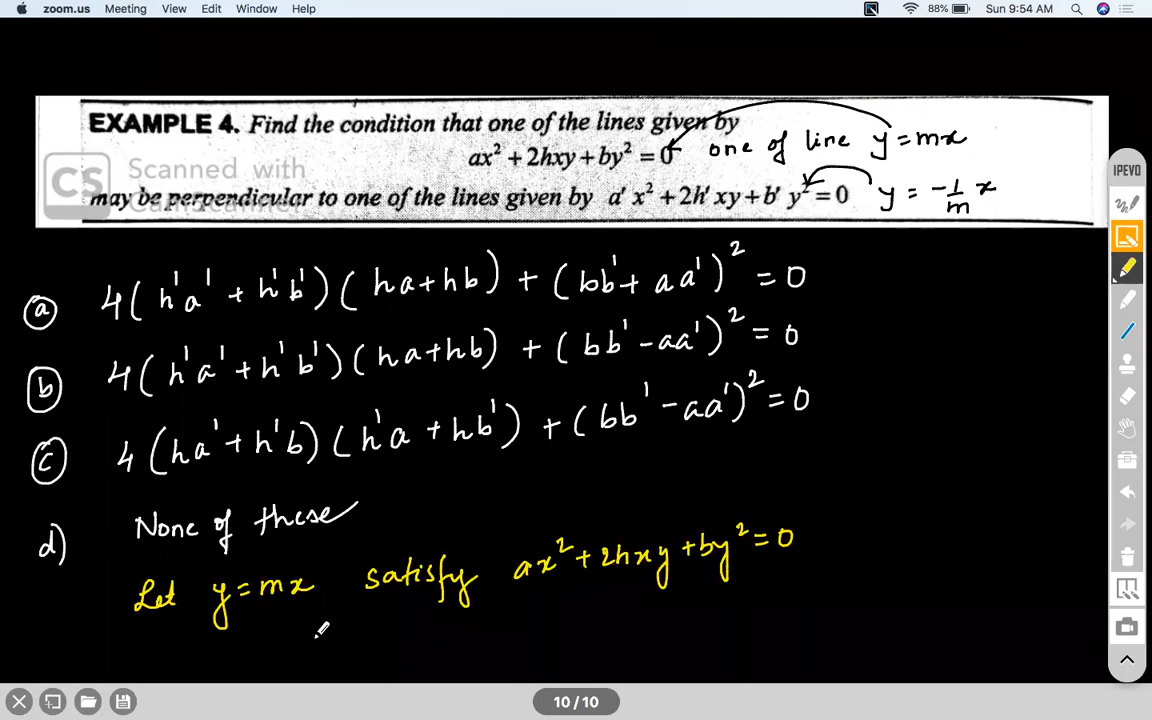 zoom.us Meeting View Edit Window Help 88% Sun 9:54 AM
EXAMPLE 4. Find the condition that one of the lines given by
ax² + 2hxy + by² = 0 one of line y = mx
CS Scanned with
may be perpendicular to one of the lines given by a' x² + 2h' xy + b' y² = 0 y = -1/m x
IPEVO
a 4(h'a' + h'b')(ha + hb) + (bb' + aa')² = 0
b 4(h'a' + h'b')(ha + hb) + (bb' - aa')² = 0
c 4(ha' + h'b)(h'a + hb') + (bb' - aa')² = 0
d) None of these
Let y = mx satisfy ax² + 2hxy + by² = 0
10 / 10